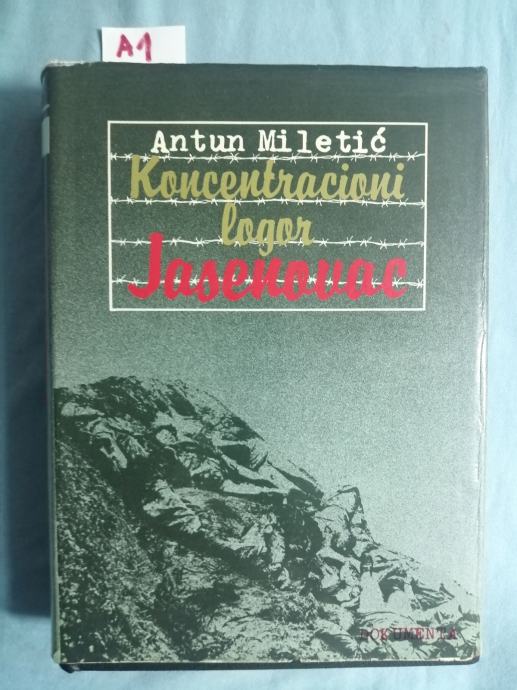 A1
Antun Miletić
Koncentracioni
logor
Jasenovac
DOKUMENTA